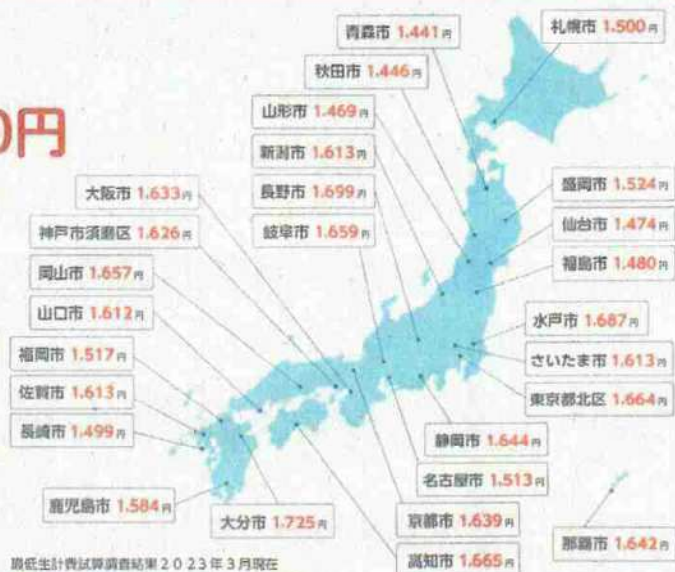 0円
青森市 1.441円
札幌市 1.500円
秋田市 1.446円
山形市 1.469円
新潟市 1.613円
大阪市 1.633円
長野市 1.699円
盛岡市 1.524円
神戸市須磨区 1.626円
岐阜市 1.659円
仙台市 1.474円
岡山市 1.657円
福島市 1.480円
山口市 1.612円
水戸市 1.687円
福岡市 1.517円
さいたま市 1.613円
佐賀市 1.613円
東京都北区 1.664円
長崎市 1.499円
静岡市 1.644円
名古屋市 1.513円
鹿児島市 1.584円
大分市 1.725円
京都市 1.639円
那覇市 1.642円
高知市 1.665円
最低生計費試算調査結果2023年3月現在